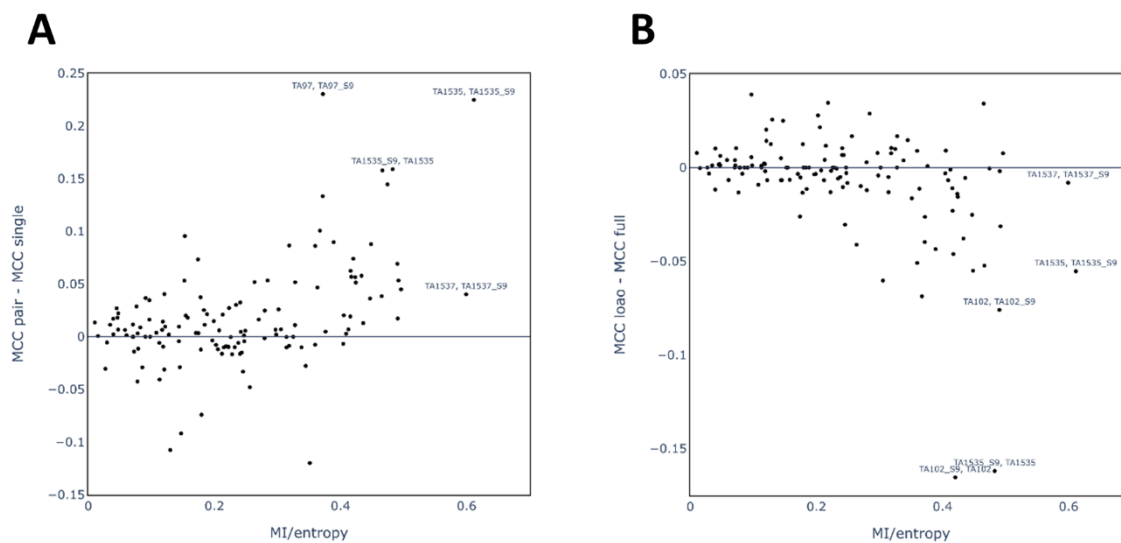 A
0.25
0.2
0.15
0.1
0.05
0
−0.05
−0.1
−0.15
MCC pair - MCC single
TA97, TA97_S9
TA1535, TA1535_S9
TA1535_S9, TA1535
TA1537, TA1537_S9
0
0.2
0.4
0.6
MI/entropy
B
0.05
0
−0.05
−0.1
−0.15
MCC loao - MCC full
TA1537, TA1537_S9
TA1535, TA1535_S9
TA102, TA102_S9
TA1535_S9, TA1535
TA102_S9, TA102
0
0.2
0.4
0.6
MI/entropy